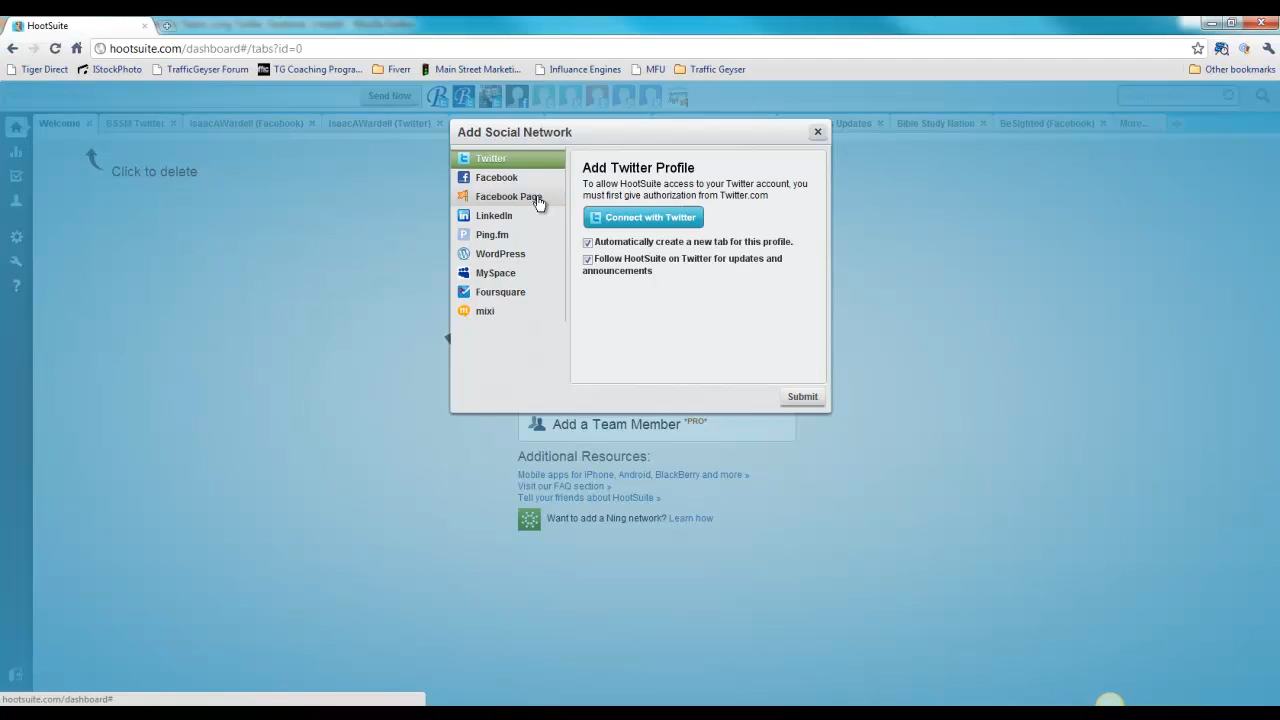 HootSuite
hootsuite.com/dashboard#/tabs?id=0
Tiger Direct
IStockPhoto
TrafficGeyser Forum
TG Coaching Progra...
Fiverr
Main Street Marketi...
Influance Engines
MFU
Traffic Geyser
Other bookmarks
Send Now
Welcome
BSSM Twitter
IsaacAWardell (Facebook)
IsaacAWardell (Twitter)
Updates
Bible Study Nation
BeSighted (Facebook)
More...
Click to delete
Add Social Network
Twitter
Facebook
Facebook Page
LinkedIn
Ping.fm
WordPress
MySpace
Foursquare
mixi
Add Twitter Profile
To allow HootSuite access to your Twitter account, you
must first give authorization from Twitter.com
Connect with Twitter
Automatically create a new tab for this profile.
Follow HootSuite on Twitter for updates and
announcements
Submit
Add a Team Member *PRO*
Additional Resources:
Mobile apps for iPhone, Android, BlackBerry and more »
Visit our FAQ section »
Tell your friends about HootSuite »
Want to add a Ning network? Learn how
hootsuite.com/dashboard#